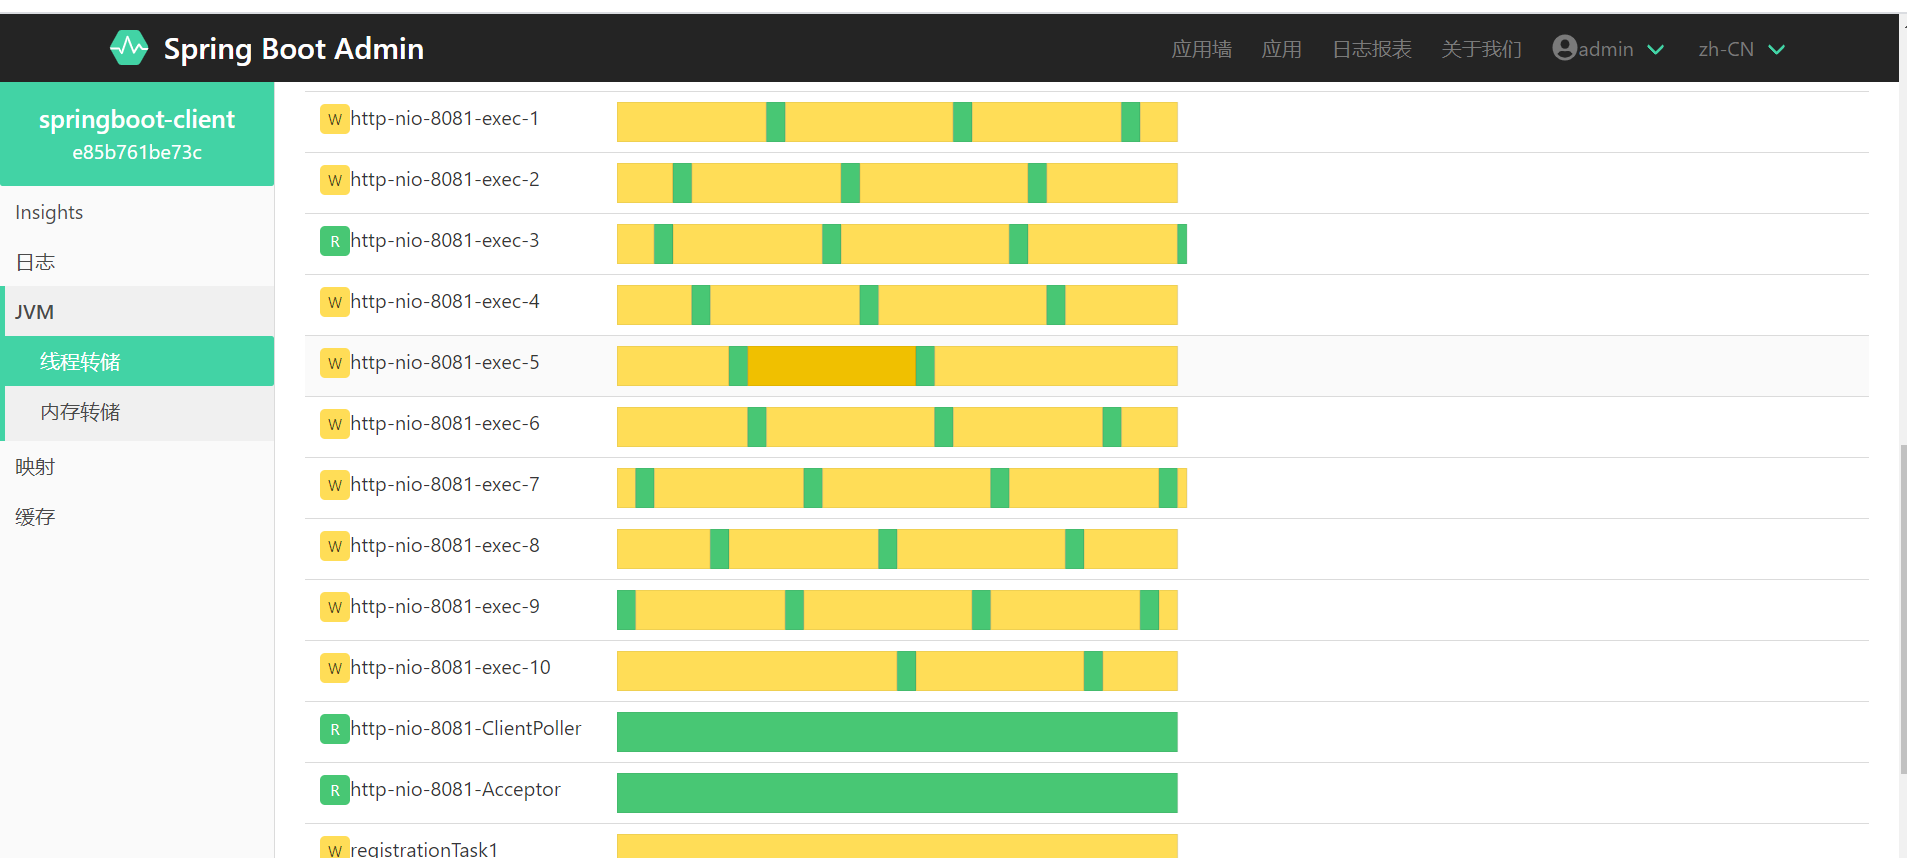 Spring Boot Admin
应用墙 应用 日志报表 关于我们 admin zh-CN
springboot-client
e85b761be73c
Insights
日志
JVM
线程转储
内存转储
映射
缓存
W http-nio-8081-exec-1
W http-nio-8081-exec-2
R http-nio-8081-exec-3
W http-nio-8081-exec-4
W http-nio-8081-exec-5
W http-nio-8081-exec-6
W http-nio-8081-exec-7
W http-nio-8081-exec-8
W http-nio-8081-exec-9
W http-nio-8081-exec-10
R http-nio-8081-ClientPoller
R http-nio-8081-Acceptor
W registrationTask1